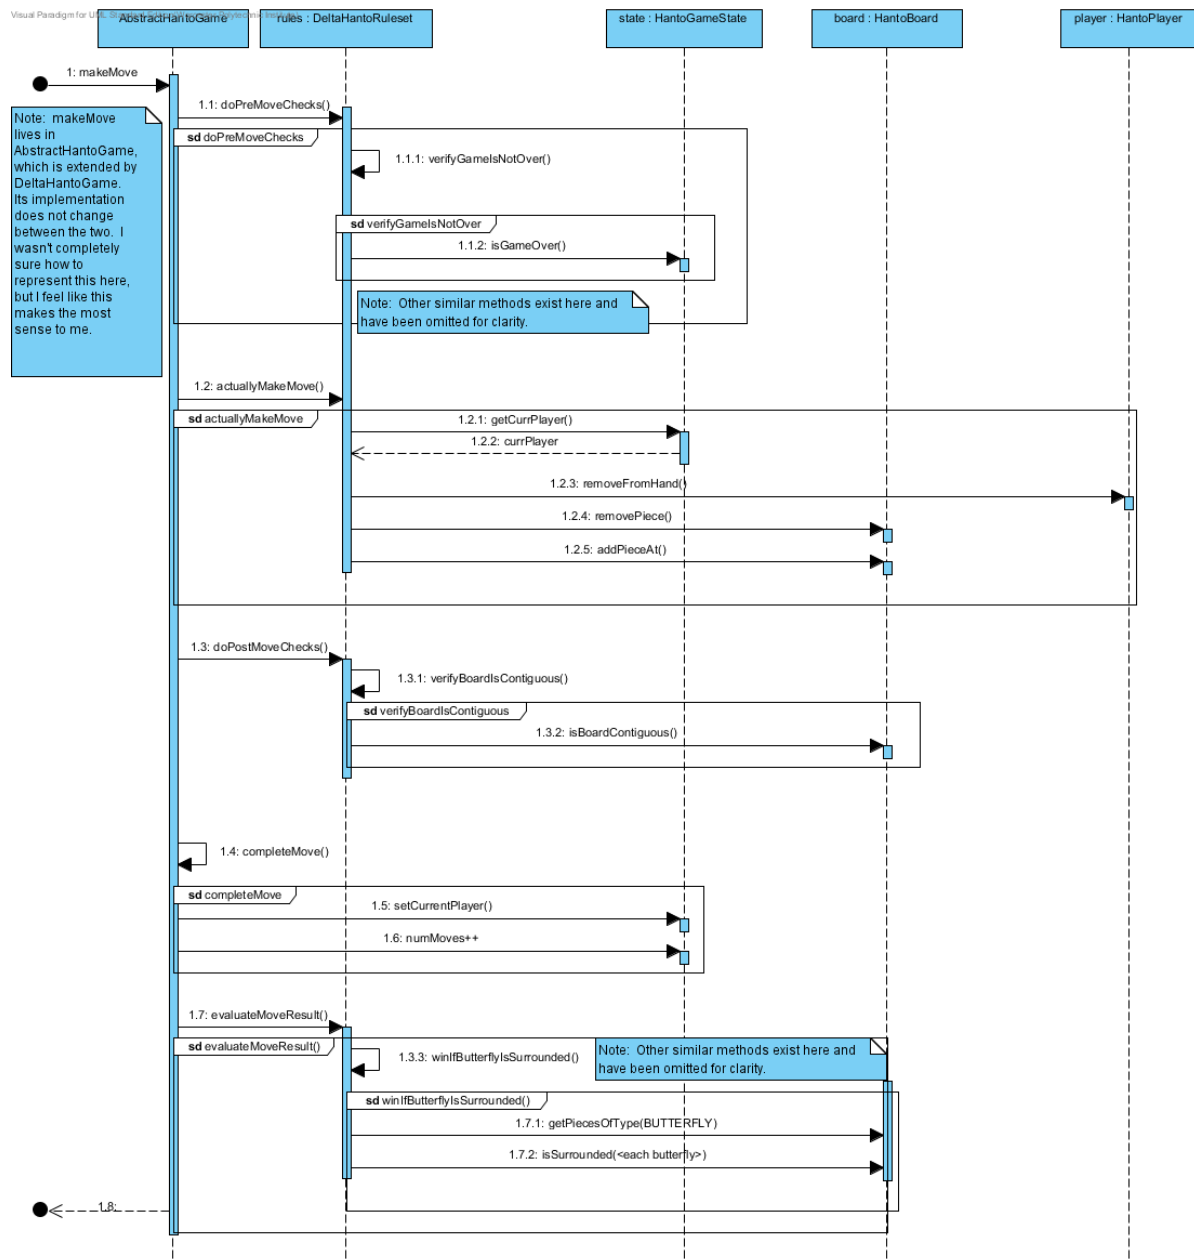 Visual Paradigm for UML Standard Edition(Worcester Polytechnic Institute)
AbstractHantoGame
rules : DeltaHantoRuleset
state : HantoGameState
board : HantoBoard
player : HantoPlayer
1: makeMove
1.1: doPreMoveChecks()
Note:  makeMove
lives in
AbstractHantoGame,
which is extended by
DeltaHantoGame.
Its implementation
does not change
between the two.  I
wasn't completely
sure how to
represent this here,
but I feel like this
makes the most
sense to me.
sd doPreMoveChecks
1.1.1: verifyGameIsNotOver()
sd verifyGameIsNotOver
1.1.2: isGameOver()
Note:  Other similar methods exist here and
have been omitted for clarity.
1.2: actuallyMakeMove()
sd actuallyMakeMove
1.2.1: getCurrPlayer()
1.2.2: currPlayer
1.2.3: removeFromHand()
1.2.4: removePiece()
1.2.5: addPieceAt()
1.3: doPostMoveChecks()
1.3.1: verifyBoardIsContiguous()
sd verifyBoardIsContiguous
1.3.2: isBoardContiguous()
1.4: completeMove()
sd completeMove
1.5: setCurrentPlayer()
1.6: numMoves++
1.7: evaluateMoveResult()
sd evaluateMoveResult()
1.3.3: winIfButterflyIsSurrounded()
Note:  Other similar methods exist here and
have been omitted for clarity.
sd winIfButterflyIsSurrounded()
1.7.1: getPiecesOfType(BUTTERFLY)
1.7.2: isSurrounded(<each butterfly>)
1.8: